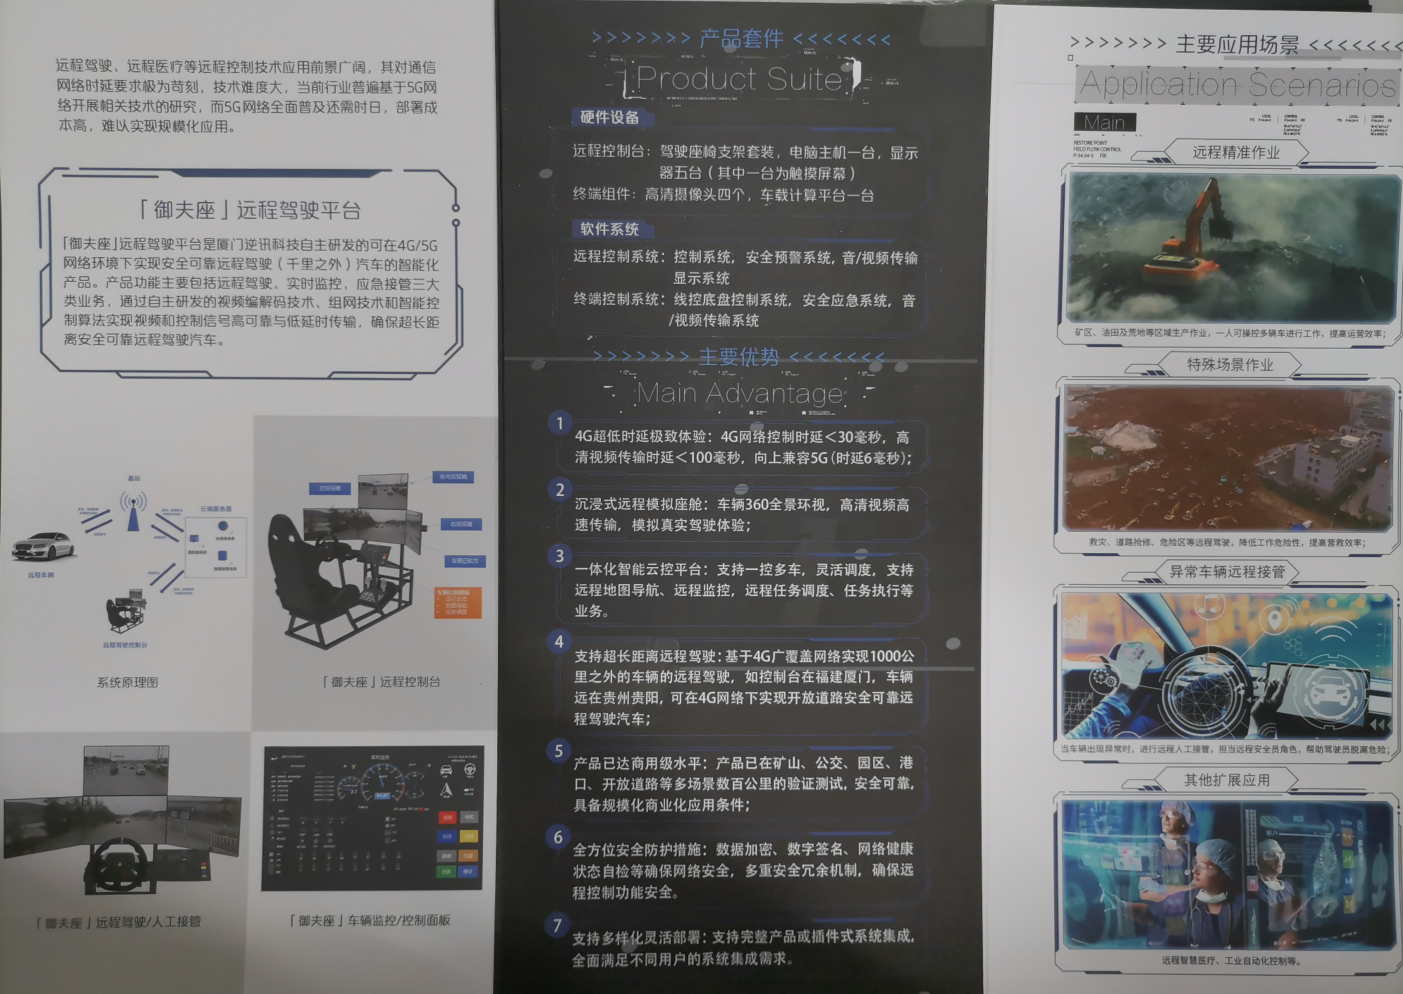 远程驾驶、远程医疗等远程控制技术应用前景广阔，其对通信
网络时延要求极为苛刻，技术难度大，当前行业普遍基于5G网
络开展相关技术的研究，而5G网络全面普及还需时日，部署成
本高，难以实现规模化应用。
「御夫座」远程驾驶平台
「御夫座」远程驾驶平台是厦门逆讯科技自主研发的可在4G/5G
网络环境下实现安全可靠远程驾驶（千里之外）汽车的智能化
产品。产品功能主要包括远程驾驶、实时监控、应急接管三大
类业务，通过自主研发的视频编解码技术、组网技术和智能控
制算法实现视频和控制信号高可靠与低延时传输，确保超长距
离安全可靠远程驾驶汽车。
基站
云端服务器
远程车辆
远程驾驶控制台
系统原理图
「御夫座」远程控制台
「御夫座」远程驾驶/人工接管
「御夫座」车辆监控/控制面板
>>>>>>> 产品套件 <<<<<<<
Product Suite
硬件设备
远程控制台：驾驶座椅支架套装，电脑主机一台，显示
器五台（其中一台为触摸屏幕）
终端组件：高清摄像头四个，车载计算平台一台
软件系统
远程控制系统：控制系统，安全预警系统，音/视频传输
显示系统
终端控制系统：线控底盘控制系统，安全应急系统，音
/视频传输系统
>>>>>>> 主要优势 <<<<<<<
Main Advantage
1
4G超低时延极致体验：4G网络控制时延<30毫秒，高
清视频传输时延<100毫秒，向上兼容5G（时延6毫秒）；
2
沉浸式远程模拟座舱：车辆360全景环视，高清视频高
速传输，模拟真实驾驶体验；
3
一体化智能云控平台：支持一控多车，灵活调度，支持
远程地图导航、远程监控，远程任务调度、任务执行等
业务。
4
支持超长距离远程驾驶：基于4G广覆盖网络实现1000公
里之外的车辆的远程驾驶，如控制台在福建厦门，车辆
远在贵州贵阳，可在4G网络下实现开放道路安全可靠远
程驾驶汽车；
5
产品已达商用级水平：产品已在矿山、公交、园区、港
口、开放道路等多场景数百公里的验证测试，安全可靠，
具备规模化商业化应用条件；
6
全方位安全防护措施：数据加密、数字签名、网络健康
状态自检等确保网络安全，多重安全冗余机制，确保远
程控制功能安全。
7
支持多样化灵活部署：支持完整产品或插件式系统集成，
全面满足不同用户的系统集成需求。
>>>>>>> 主要应用场景 <<<<<<<
Application Scenarios
Main
RESTORE POINT
FIELD FLOW CONTROL
远程精准作业
矿区、油田及荒地等区域生产作业，一人可操控多辆车进行工作，提高运营效率；
特殊场景作业
救灾、道路抢修、危险区等远程驾驶，降低工作危险性，提高营救效率；
异常车辆远程接管
当车辆出现异常时，进行远程人工接管，担当远程安全员角色，帮助驾驶员脱离危险；
其他扩展应用
远程智慧医疗、工业自动化控制等。